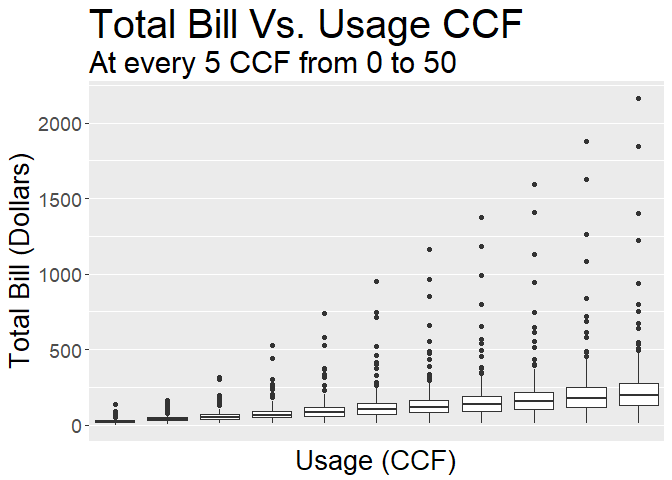 Total Bill Vs. Usage CCF
At every 5 CCF from 0 to 50
Total Bill (Dollars)
2000
1500
1000
500
0
Usage (CCF)